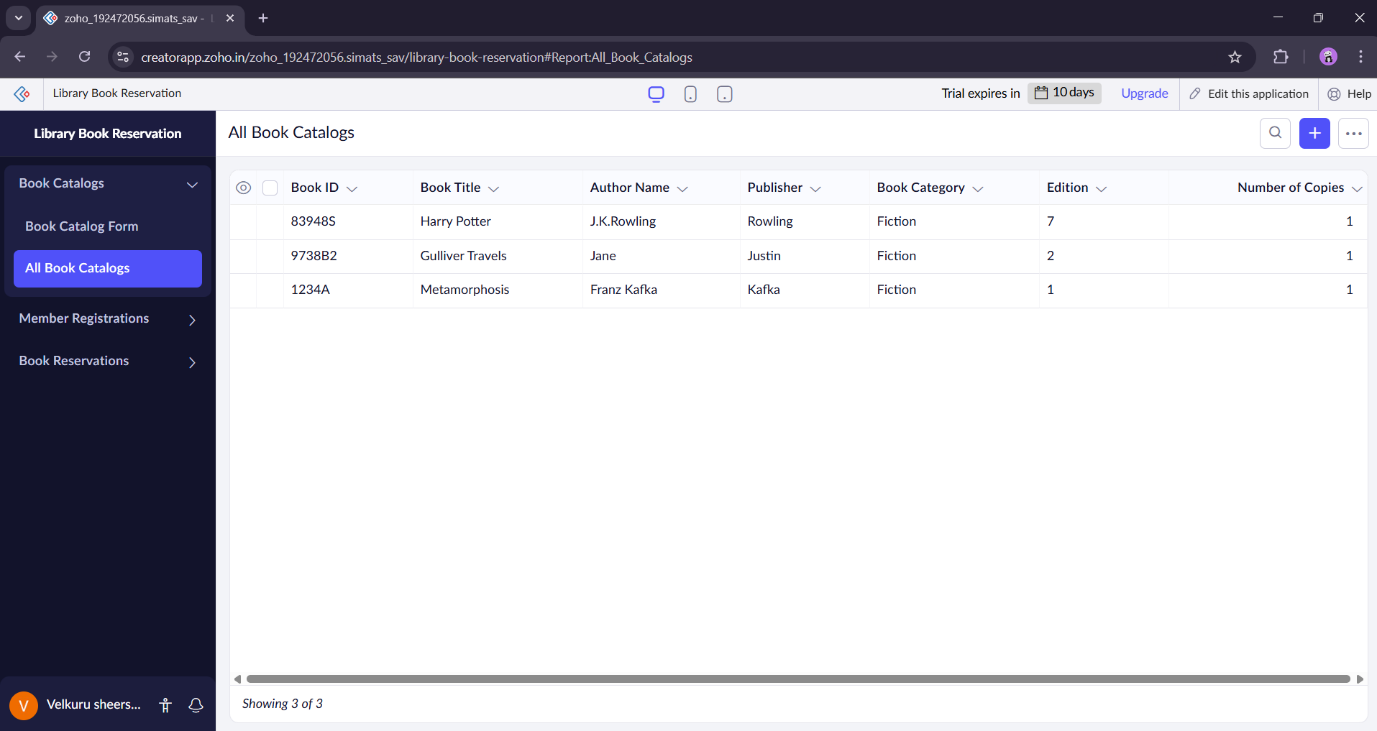 zoho_192472056.simats_sav -
creatorapp.zoho.in/zoho_192472056.simats_sav/library-book-reservation#Report:All_Book_Catalogs
Library Book Reservation
Trial expires in 10 days Upgrade Edit this application Help
Library Book Reservation
Book Catalogs
Book Catalog Form
All Book Catalogs
Member Registrations
Book Reservations
V Velkuru sheers...
All Book Catalogs
Book ID Book Title Author Name Publisher Book Category Edition Number of Copies
83948S Harry Potter J.K.Rowling Rowling Fiction 7 1
9738B2 Gulliver Travels Jane Justin Fiction 2 1
1234A Metamorphosis Franz Kafka Kafka Fiction 1 1
Showing 3 of 3